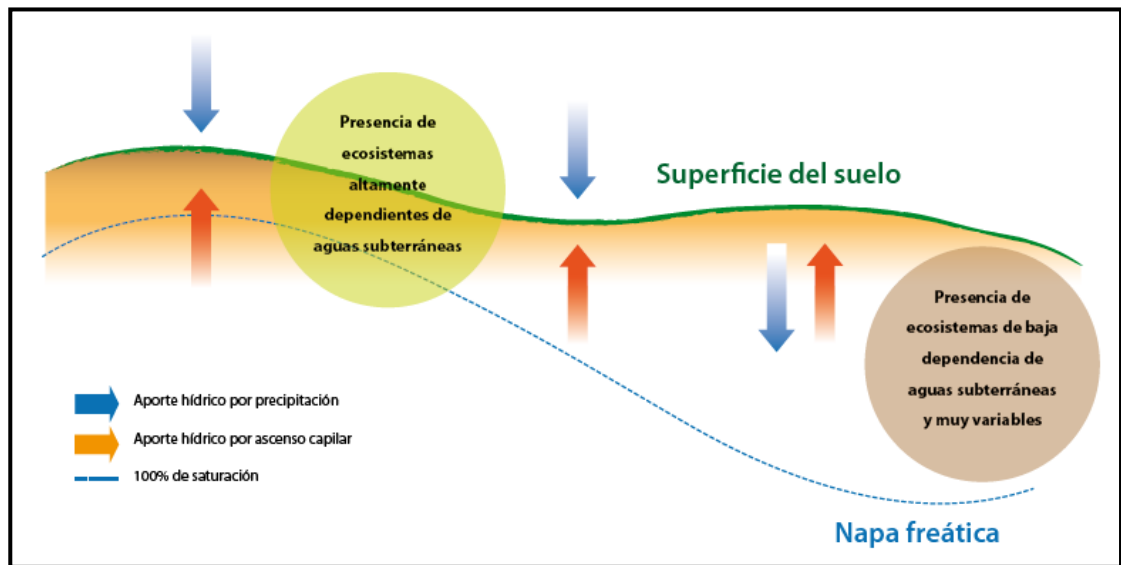 Presencia de
ecosistemas
altamente
dependientes de
aguas subterráneas
Superficie del suelo
Presencia de
ecosistemas de baja
dependencia de
aguas subterráneas
y muy variables
Aporte hídrico por precipitación
Aporte hídrico por ascenso capilar
100% de saturación
Napa freática